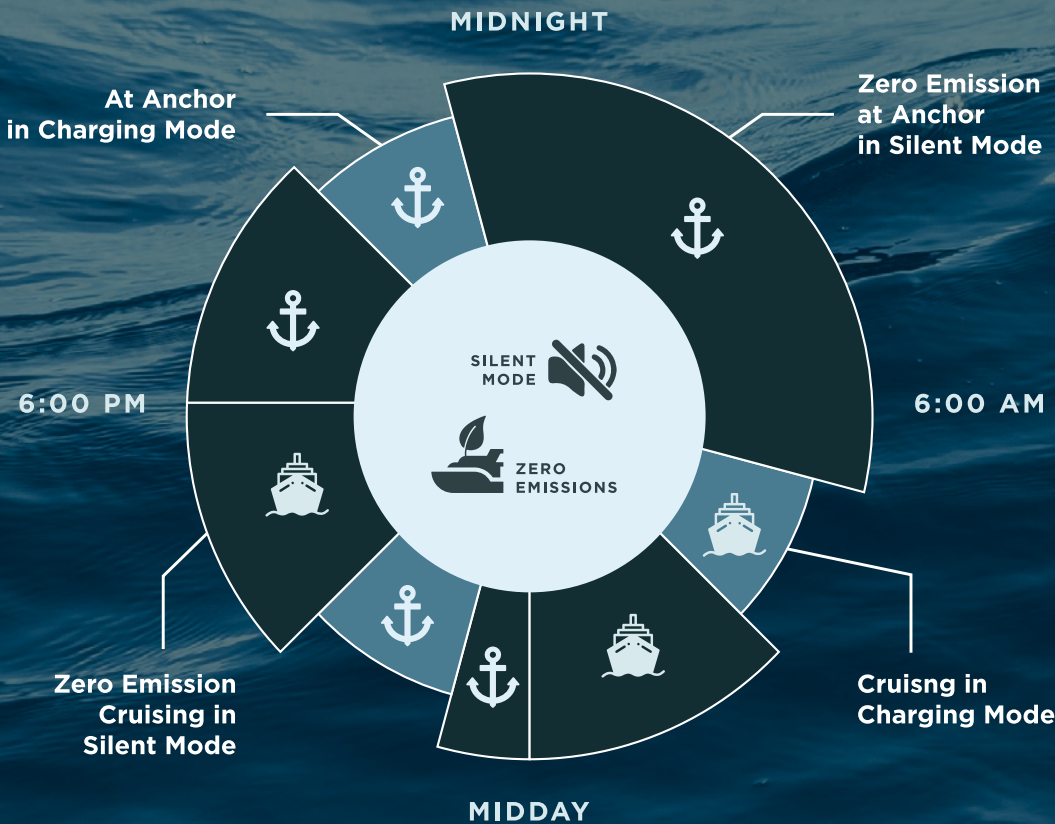 MIDNIGHT
At Anchor
in Charging Mode
Zero Emission
at Anchor
in Silent Mode
SILENT
MODE
6:00 PM
6:00 AM
ZERO
EMISSIONS
Zero Emission
Cruising in
Silent Mode
Cruisng in
Charging Mode
MIDDAY